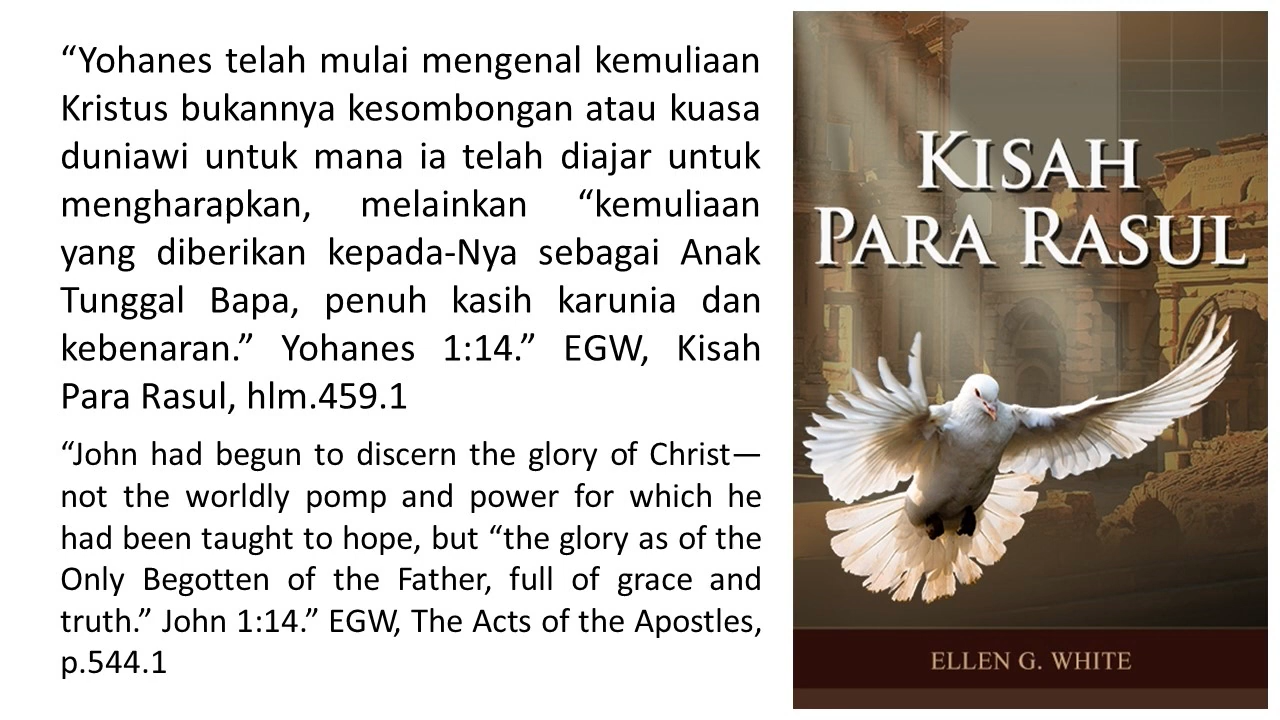 “Yohanes telah mulai mengenal kemuliaan
Kristus bukannya kesombongan atau kuasa
duniawi untuk mana ia telah diajar untuk
mengharapkan, melainkan “kemuliaan
yang diberikan kepada-Nya sebagai Anak
Tunggal Bapa, penuh kasih karunia dan
kebenaran.” Yohanes 1:14.” EGW, Kisah
Para Rasul, hlm.459.1
“John had begun to discern the glory of Christ—
not the worldly pomp and power for which he
had been taught to hope, but “the glory as of the
Only Begotten of the Father, full of grace and
truth.” John 1:14.” EGW, The Acts of the Apostles,
p.544.1
KISAH
PARA RASUL
ELLEN G. WHITE